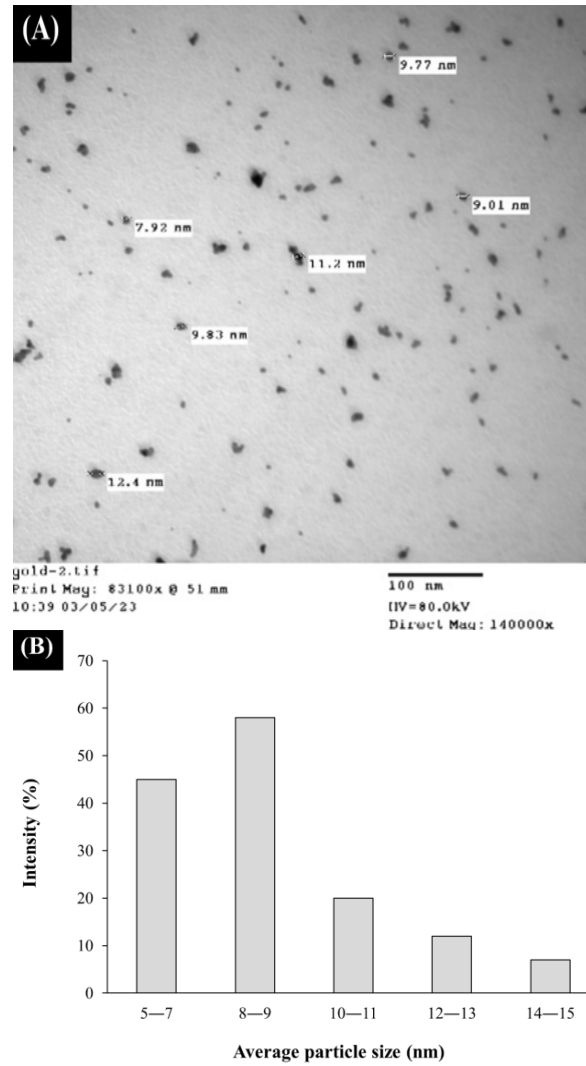 (A)
9.77 nm
9.01 nm
7.92 nm
11.2 nm
9.83 nm
12.4 nm
gold-2.tif
Print Mag: 83100x @ 51 mm
10:39 03/05/23
100 nm
HV=80.0kV
Direct Mag: 140000x
(B)
70
60
50
40
30
20
10
0
Intensity (%)
5—7 8—9 10—11 12—13 14—15
Average particle size (nm)